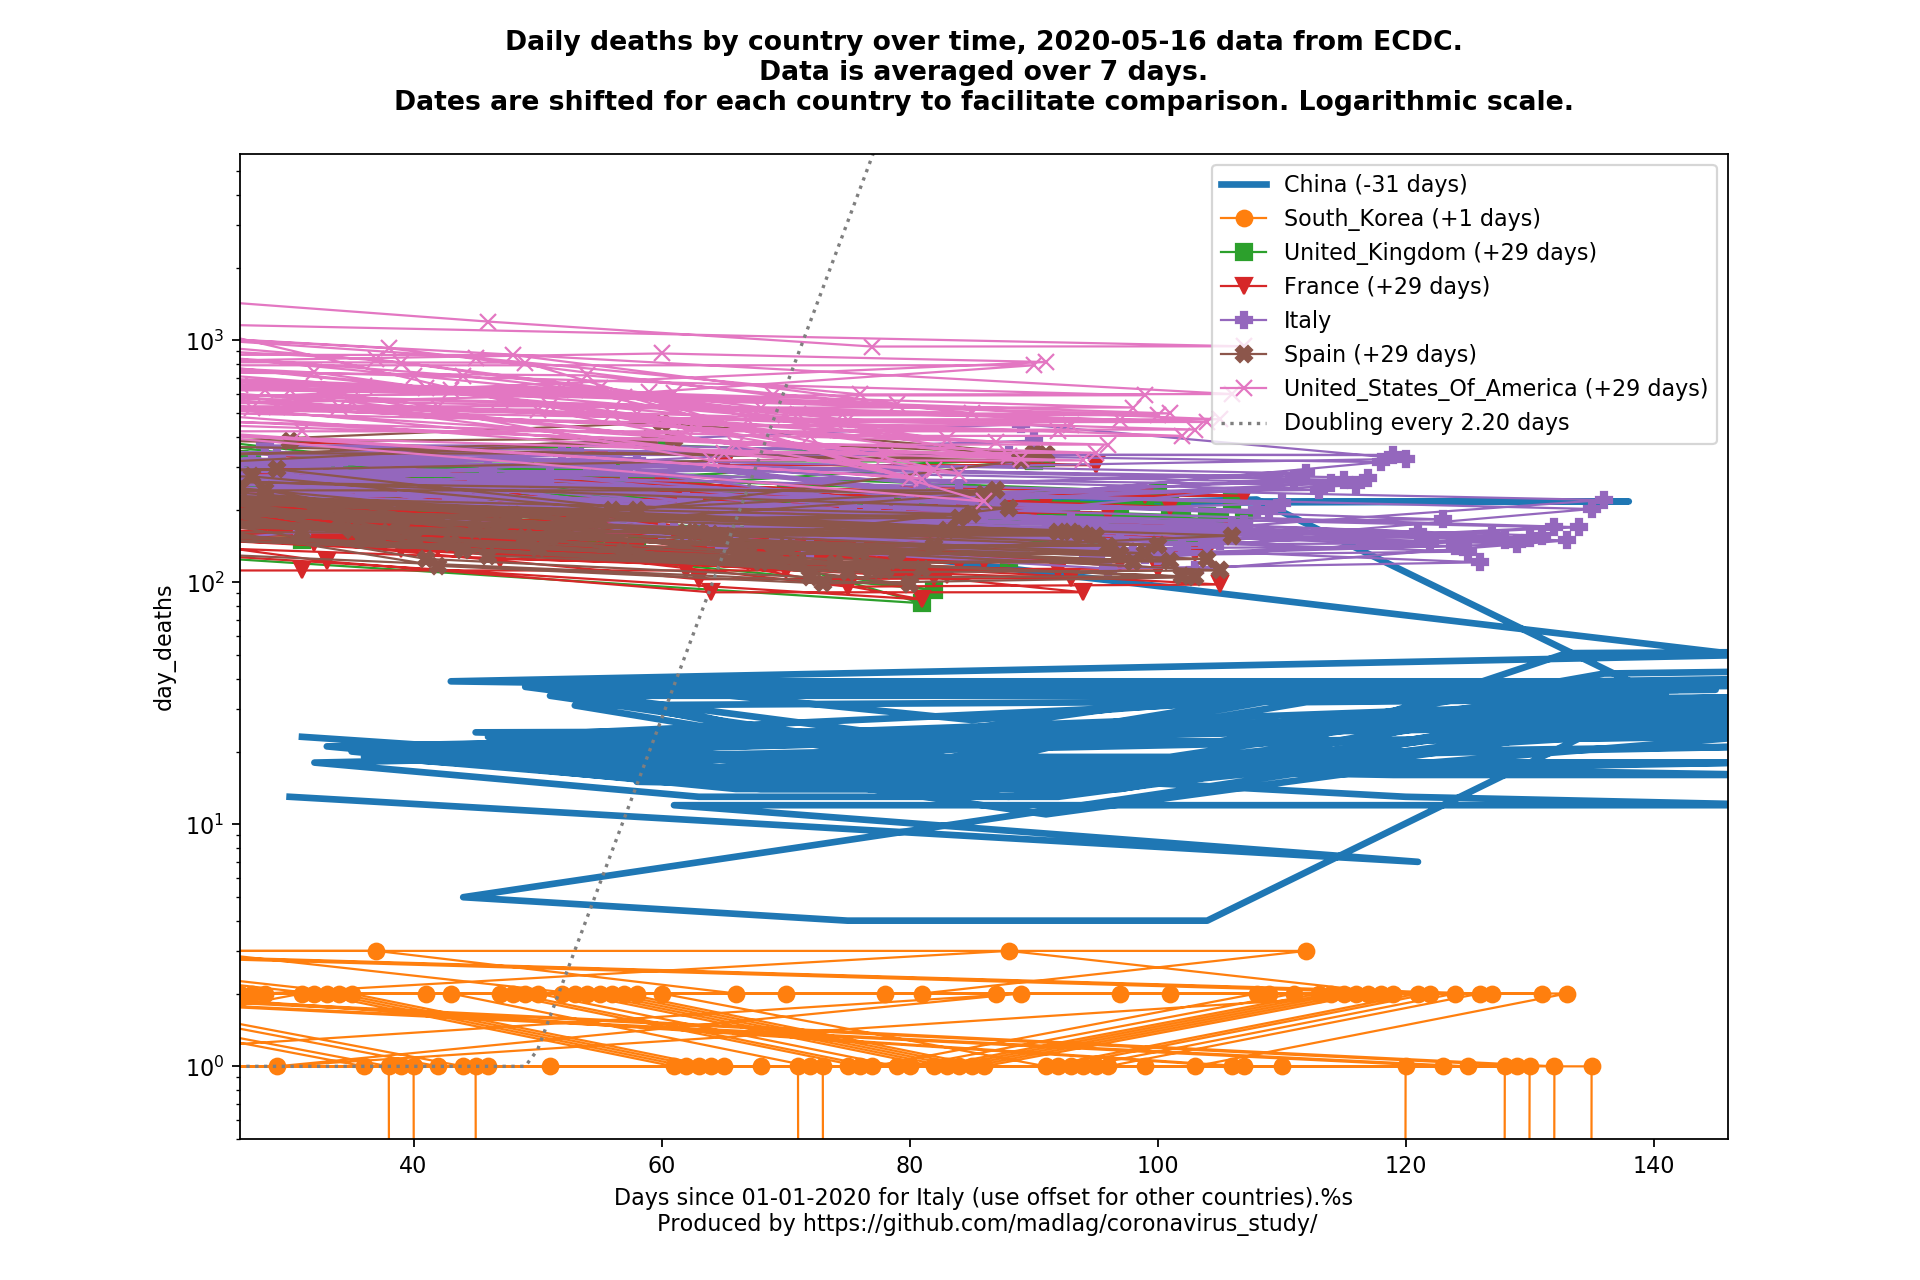 Daily deaths by country over time, 2020-05-16 data from ECDC.
Data is averaged over 7 days.
Dates are shifted for each country to facilitate comparison. Logarithmic scale.
China (-31 days)
South_Korea (+1 days)
United_Kingdom (+29 days)
France (+29 days)
Italy
Spain (+29 days)
United_States_Of_America (+29 days)
Doubling every 2.20 days
day_deaths
10³
10²
10¹
10⁰
40 60 80 100 120 140
Days since 01-01-2020 for Italy (use offset for other countries).%s
Produced by https://github.com/madlag/coronavirus_study/